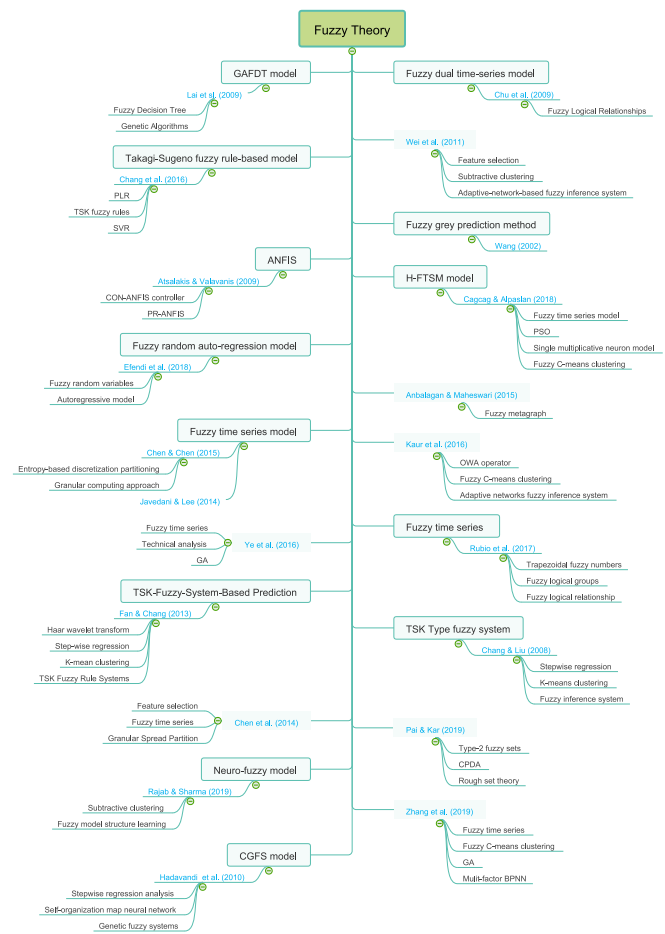 Fuzzy Theory
GAFDT model
Lai et sl. (2009)
Fuzzy Decision Tree
Genetic Algorithms
Takagi-Sugeno fuzzy rule-based model
Chang et al. (2016)
PLR
TSK fuzzy rules
SVR
ANFIS
Atsalakis & Valavanis (2009)
CON-ANFIS controller
PR-ANFIS
Fuzzy random auto-regression model
Efendi et al. (2018)
Fuzzy random variables
Autoregressive model
Fuzzy time series model
Chen & Chen (2015)
Entropy-based discretization partitioning
Granular computing approach
Javedani & Lee (2014)
Fuzzy time series
Technical analysis
Ye et al. (2016)
GA
TSK-Fuzzy-System-Based Prediction
Fan & Chang (2013)
Haar wavelet transform
Step-wise regression
K-mean clustering
TSK Fuzzy Rule Systems
Feature selection
Fuzzy time series
Chen et al. (2014)
Granular Spread Partition
Neuro-fuzzy model
Rajab & Sharma (2019)
Subtractive clustering
Fuzzy model structure learning
CGFS model
Hadavandi et al. (2010)
Stepwise regression analysis
Self-organization map neural network
Genetic fuzzy systems
Fuzzy dual time-series model
Chu et al. (2009)
Fuzzy Logical Relationships
Wei et al. (2011)
Feature selection
Subtractive clustering
Adaptive-network-based fuzzy inference system
Fuzzy grey prediction method
Wang (2002)
H-FTSM model
Cagcag & Alpaslan (2018)
Fuzzy time series model
PSO
Single multiplicative neuron model
Fuzzy C-means clustering
Anbalagan & Maheswari (2015)
Fuzzy metagraph
Kaur et al. (2016)
OWA operator
Fuzzy C-means clustering
Adaptive networks fuzzy inference system
Fuzzy time series
Rubio et al. (2017)
Trapezoidal fuzzy numbers
Fuzzy logical groups
Fuzzy logical relationship
TSK Type fuzzy system
Chang & Liu (2008)
Stepwise regression
K-means clustering
Fuzzy inference system
Pai & Kar (2019)
Type-2 fuzzy sets
CPDA
Rough set theory
Zhang et al. (2019)
Fuzzy time series
Fuzzy C-means clustering
GA
Mulit-factor BPNN